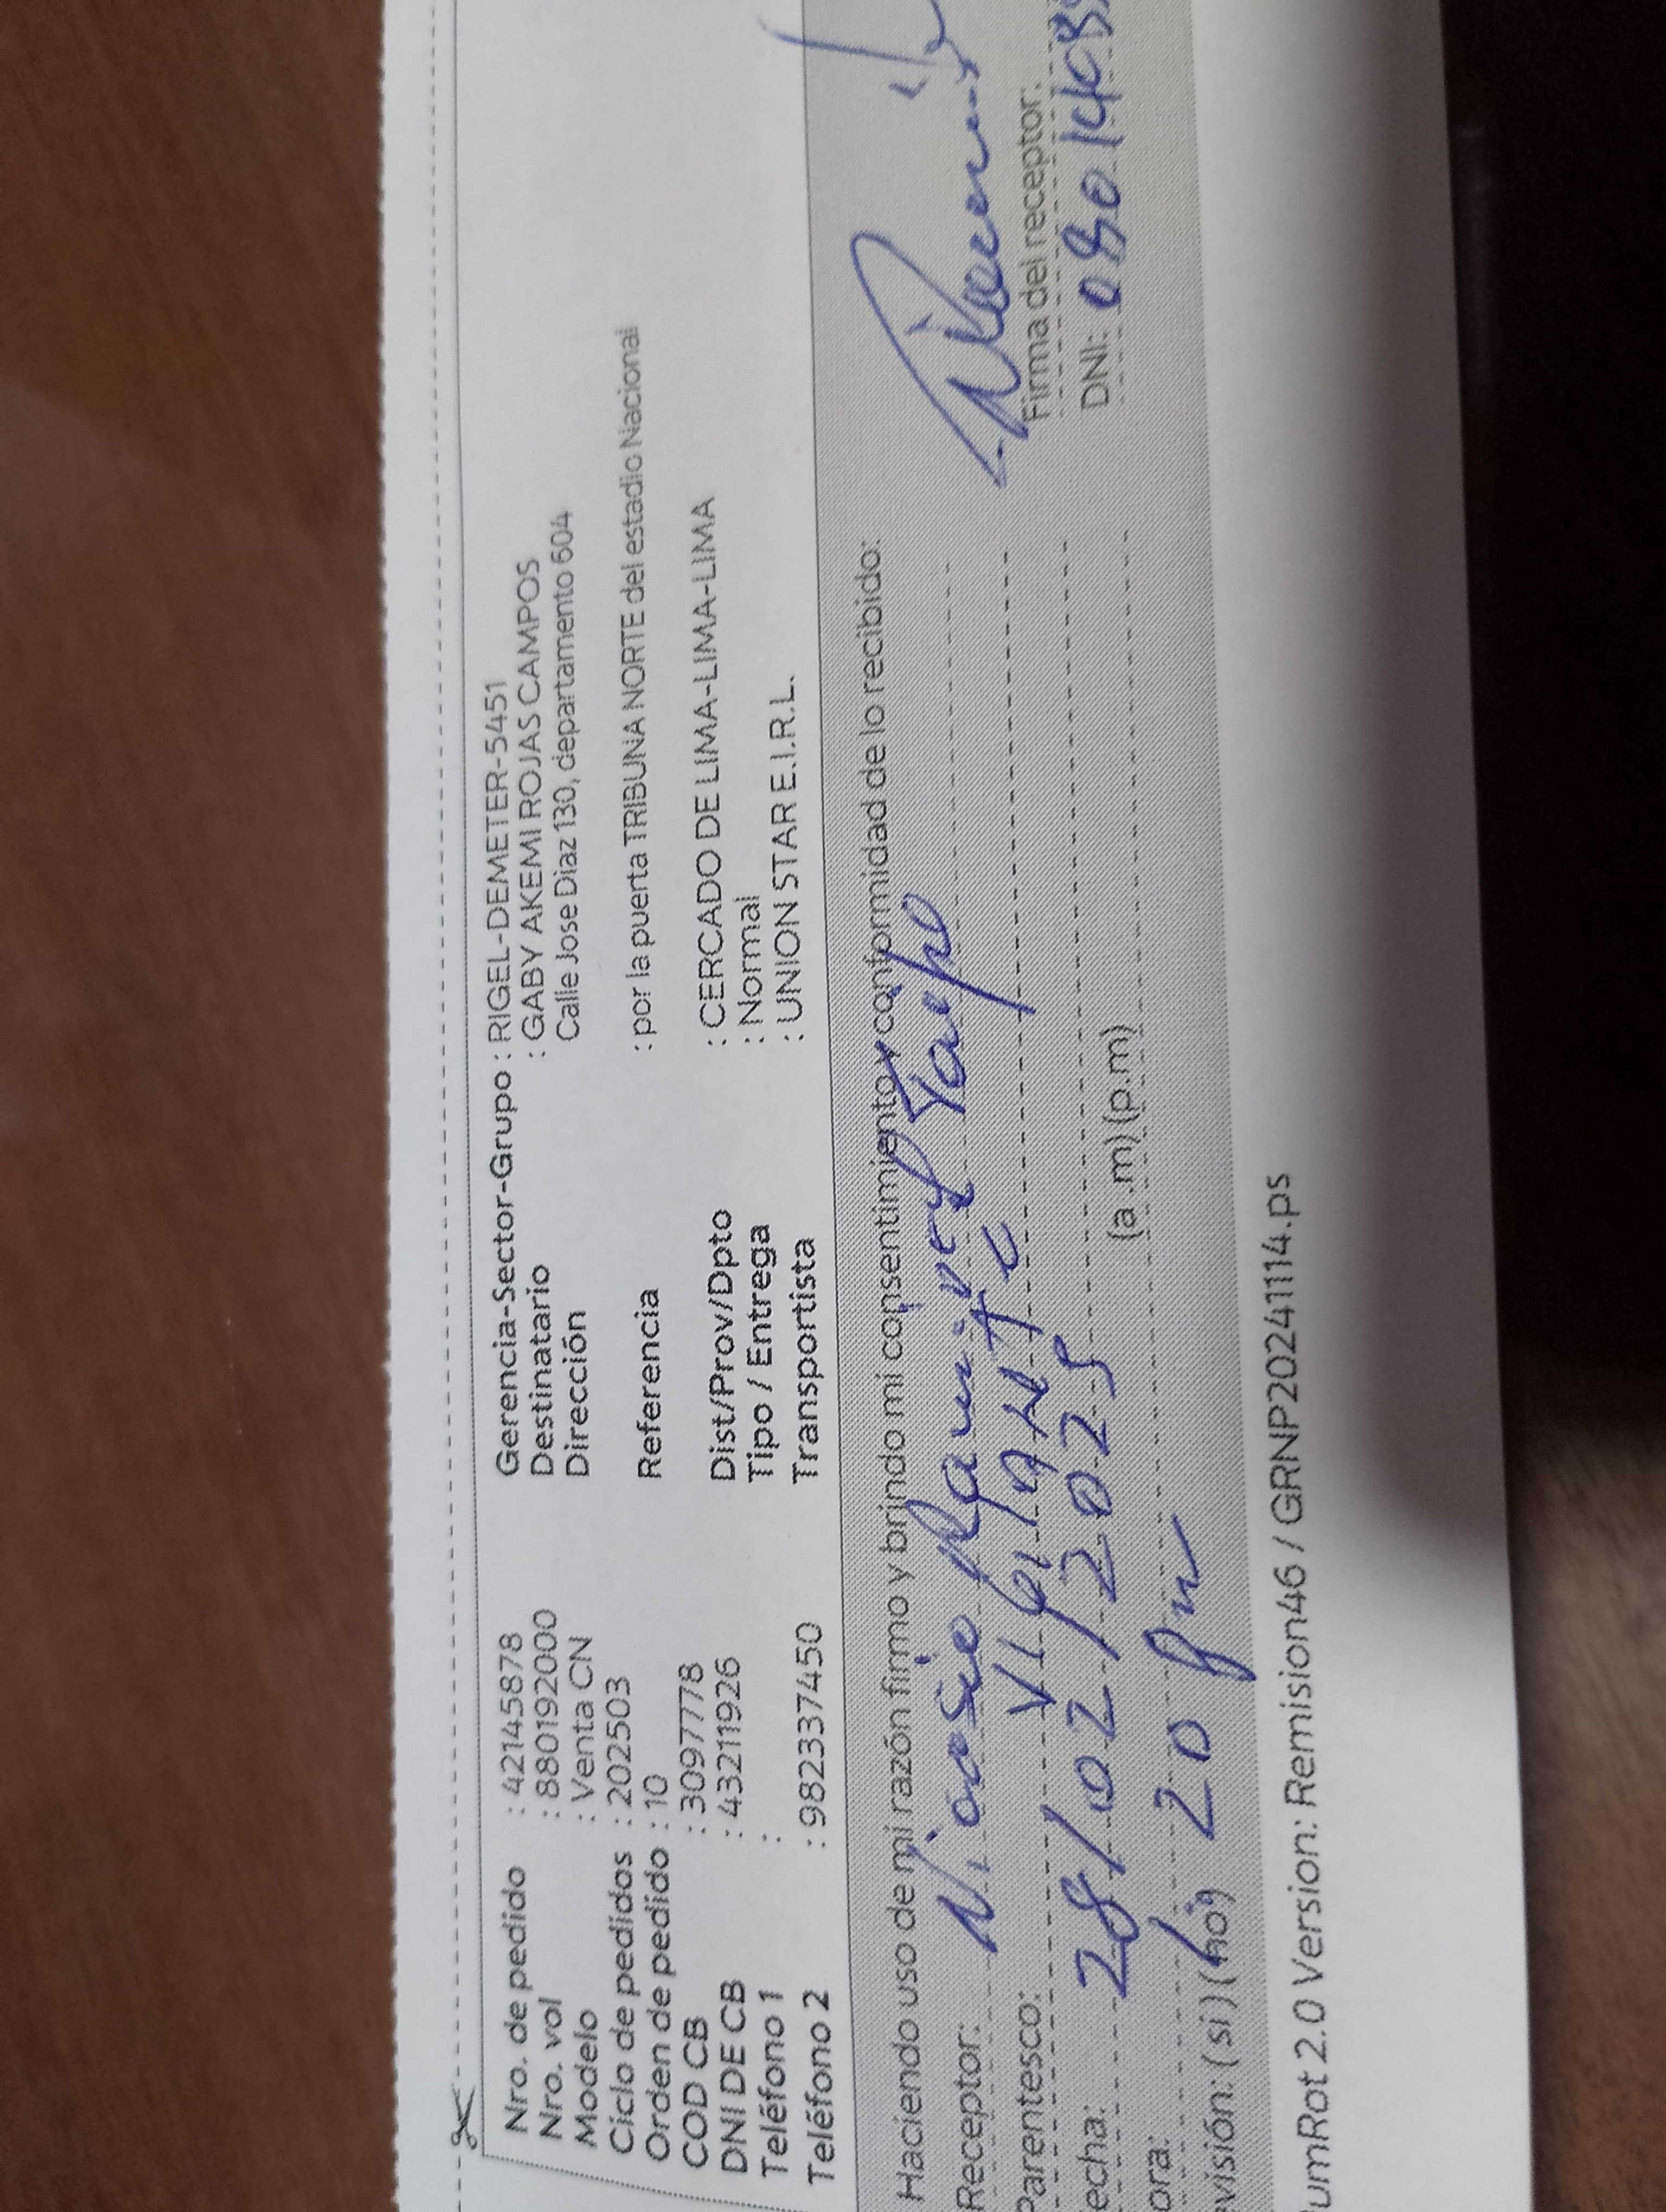 Nro. de pedido : 42145878
Nro. vol : 880192000
Modelo : Venta CN
Ciclo de pedidos : 202503
Orden de pedido : 10
COD CB : 3097778
DNI DE CB : 43211926
Teléfono 1 :
Teléfono 2 : 982337450
Gerencia-Sector-Grupo : RIGEL-DEMETER-5451
Destinatario : GABY AKEMI ROJAS CAMPOS
Dirección Calle Jose Diaz 130, departamento 604
Referencia : por la puerta TRIBUNA NORTE del estadio Nacional
Dist/Prov/Dpto : CERCADO DE LIMA-LIMA-LIMA
Tipo / Entrega : Normal
Transportista : UNION STAR E.I.R.L.
Haciendo uso de mi razón firmo y brindo mi consentimiento y conformidad de lo recibido:
Receptor: Nicasio Ramirez
Parentesco: VIGILANTE
echa: 28/02/2025
ora: 20 Pm (a .m) (p.m)
evisión: (si) (no)
Firma del receptor:
DNI:
umRot 2.0 Version: Remision46 / GRNP20241114.ps